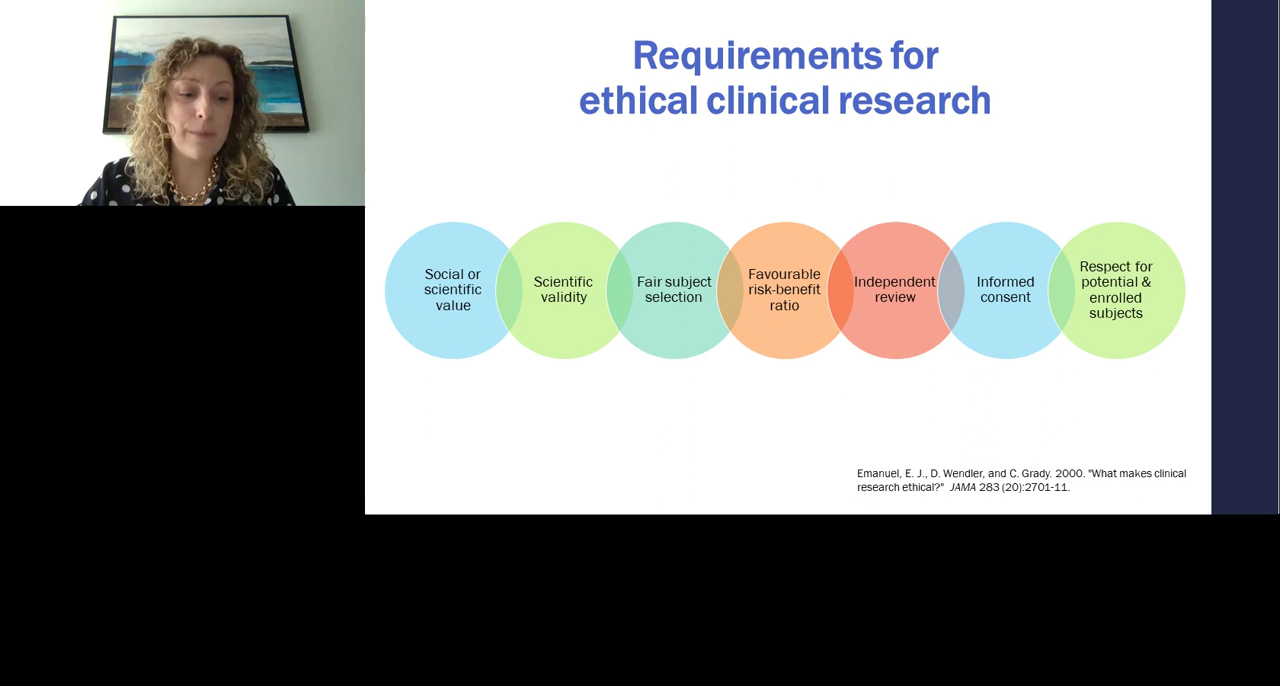 Requirements for
ethical clinical research
Social or
scientific
value
Scientific
validity
Fair subject
selection
Favourable
risk-benefit
ratio
Independent
review
Informed
consent
Respect for
potential &
enrolled
subjects
Emanuel, E. J., D. Wendler, and C. Grady. 2000. "What makes clinical
research ethical?" JAMA 283 (20):2701-11.